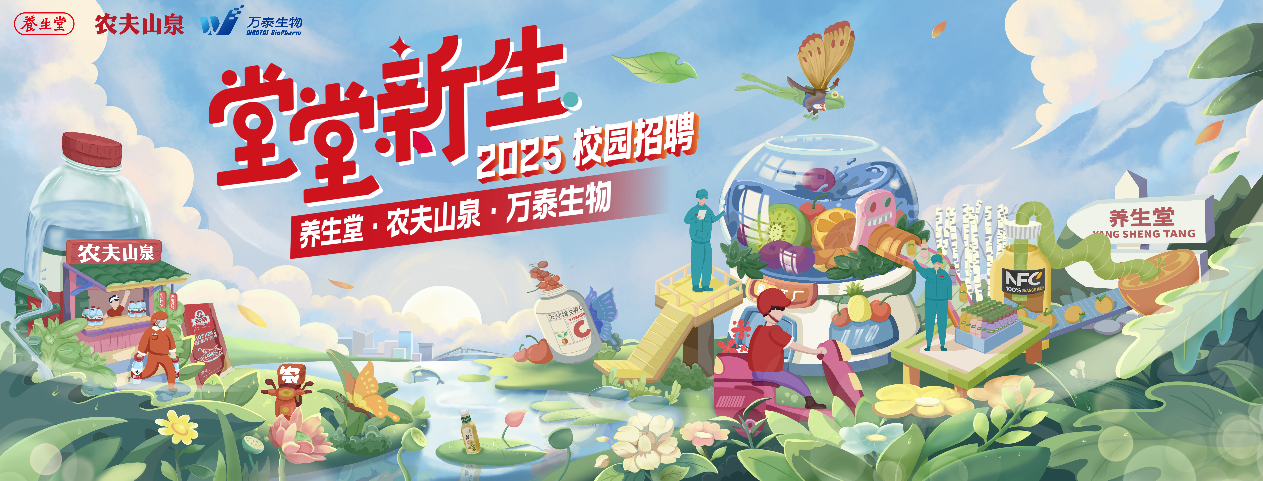 養生堂
农夫山泉
万泰生物
WANTAI BioPharm
堂堂新生
2025 校园招聘
养生堂·农夫山泉·万泰生物
农夫山泉
养生堂
YANG SHENG TANG
NFC
100%
农
C